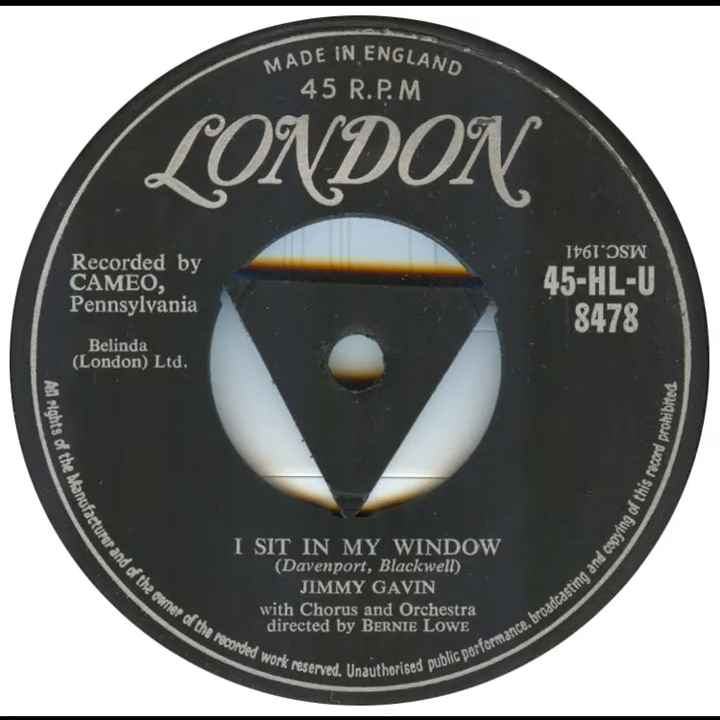 MADE IN ENGLAND
45 R.P.M
LONDON
Recorded by
CAMEO,
Pennsylvania
Belinda
(London) Ltd.
MSC.1941
45-HL-U
8478
I SIT IN MY WINDOW
(Davenport, Blackwell)
JIMMY GAVIN
with Chorus and Orchestra
directed by BERNIE LOWE
All rights of the Manufacturer and of the owner of the recorded work reserved. Unauthorised public performance, broadcasting and copying of this record prohibited.